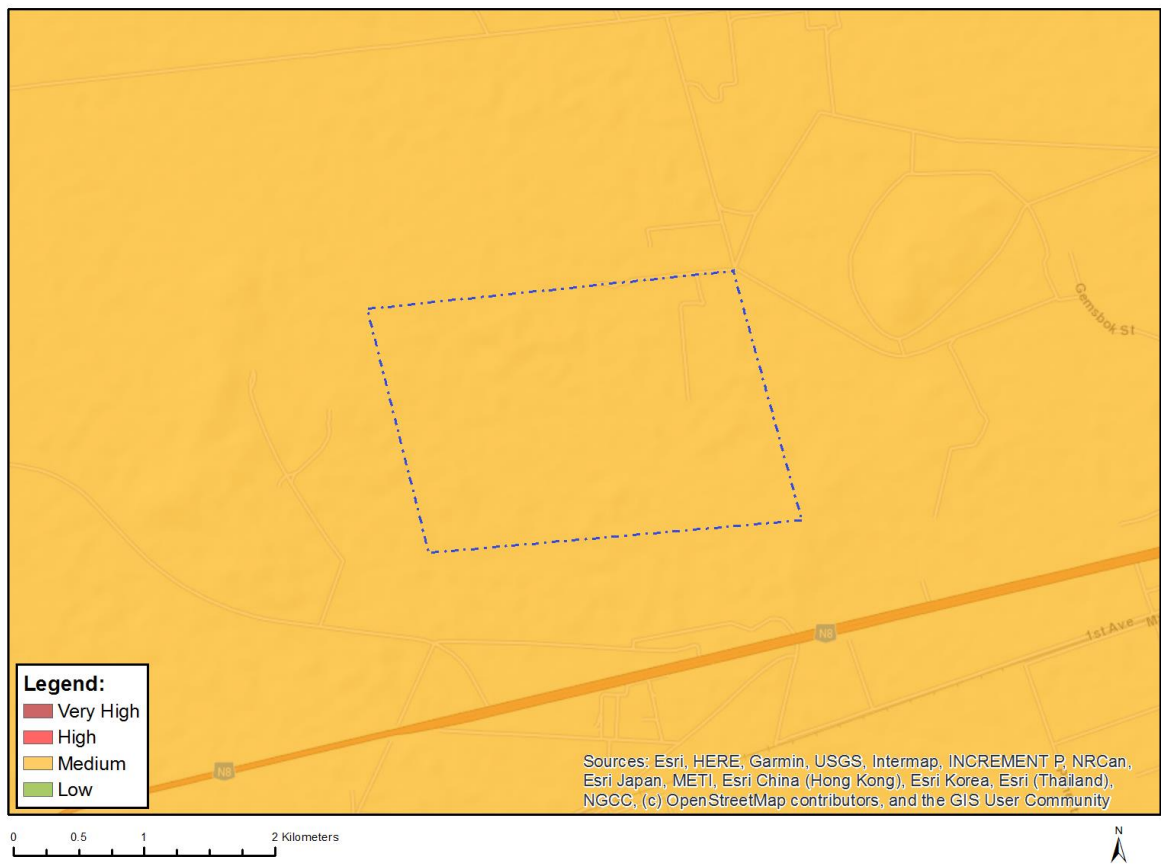 Gemsbok St
N8
1st Ave
N8
Legend:
Very High
High
Medium
Low
Sources: Esri, HERE, Garmin, USGS, Intermap, INCREMENT P, NRCan,
Esri Japan, METI, Esri China (Hong Kong), Esri Korea, Esri (Thailand),
NGCC, (c) OpenStreetMap contributors, and the GIS User Community
0 0.5 1 2 Kilometers
N